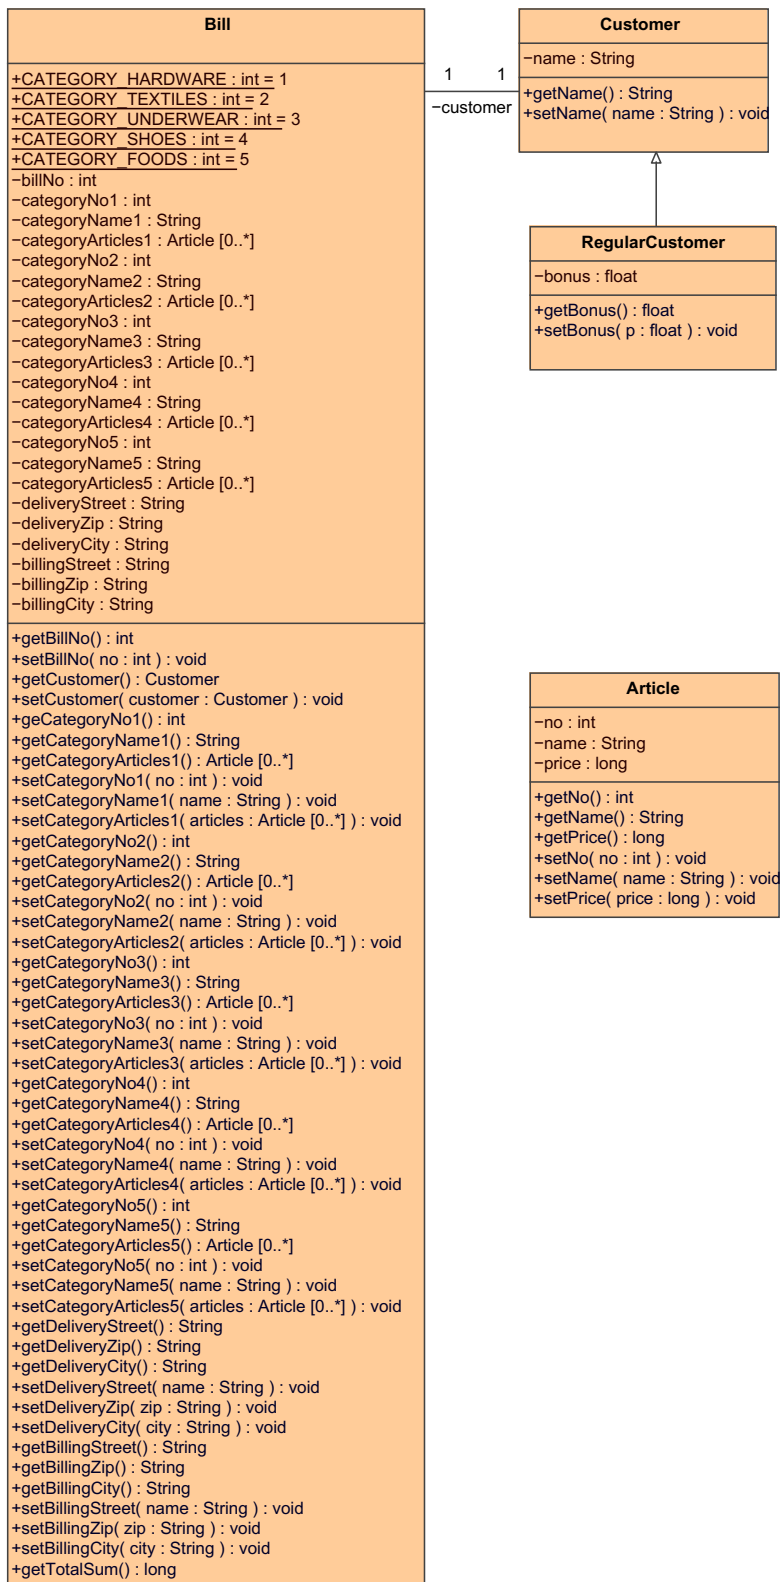 Bill
+CATEGORY_HARDWARE : int = 1
+CATEGORY_TEXTILES : int = 2
+CATEGORY_UNDERWEAR : int = 3
+CATEGORY_SHOES : int = 4
+CATEGORY_FOODS : int = 5
−billNo : int
−categoryNo1 : int
−categoryName1 : String
−categoryArticles1 : Article [0..*]
−categoryNo2 : int
−categoryName2 : String
−categoryArticles2 : Article [0..*]
−categoryNo3 : int
−categoryName3 : String
−categoryArticles3 : Article [0..*]
−categoryNo4 : int
−categoryName4 : String
−categoryArticles4 : Article [0..*]
−categoryNo5 : int
−categoryName5 : String
−categoryArticles5 : Article [0..*]
−deliveryStreet : String
−deliveryZip : String
−deliveryCity : String
−billingStreet : String
−billingZip : String
−billingCity : String
+getBillNo() : int
+setBillNo( no : int ) : void
+getCustomer() : Customer
+setCustomer( customer : Customer ) : void
+geCategoryNo1() : int
+getCategoryName1() : String
+getCategoryArticles1() : Article [0..*]
+setCategoryNo1( no : int ) : void
+setCategoryName1( name : String ) : void
+setCategoryArticles1( articles : Article [0..*] ) : void
+getCategoryNo2() : int
+getCategoryName2() : String
+getCategoryArticles2() : Article [0..*]
+setCategoryNo2( no : int ) : void
+setCategoryName2( name : String ) : void
+setCategoryArticles2( articles : Article [0..*] ) : void
+getCategoryNo3() : int
+getCategoryName3() : String
+getCategoryArticles3() : Article [0..*]
+setCategoryNo3( no : int ) : void
+setCategoryName3( name : String ) : void
+setCategoryArticles3( articles : Article [0..*] ) : void
+getCategoryNo4() : int
+getCategoryName4() : String
+getCategoryArticles4() : Article [0..*]
+setCategoryNo4( no : int ) : void
+setCategoryName4( name : String ) : void
+setCategoryArticles4( articles : Article [0..*] ) : void
+getCategoryNo5() : int
+getCategoryName5() : String
+getCategoryArticles5() : Article [0..*]
+setCategoryNo5( no : int ) : void
+setCategoryName5( name : String ) : void
+setCategoryArticles5( articles : Article [0..*] ) : void
+getDeliveryStreet() : String
+getDeliveryZip() : String
+getDeliveryCity() : String
+setDeliveryStreet( name : String ) : void
+setDeliveryZip( zip : String ) : void
+setDeliveryCity( city : String ) : void
+getBillingStreet() : String
+getBillingZip() : String
+getBillingCity() : String
+setBillingStreet( name : String ) : void
+setBillingZip( zip : String ) : void
+setBillingCity( city : String ) : void
+getTotalSum() : long
1 1
−customer
Customer
−name : String
+getName() : String
+setName( name : String ) : void
RegularCustomer
−bonus : float
+getBonus() : float
+setBonus( p : float ) : void
Article
−no : int
−name : String
−price : long
+getNo() : int
+getName() : String
+getPrice() : long
+setNo( no : int ) : void
+setName( name : String ) : void
+setPrice( price : long ) : void